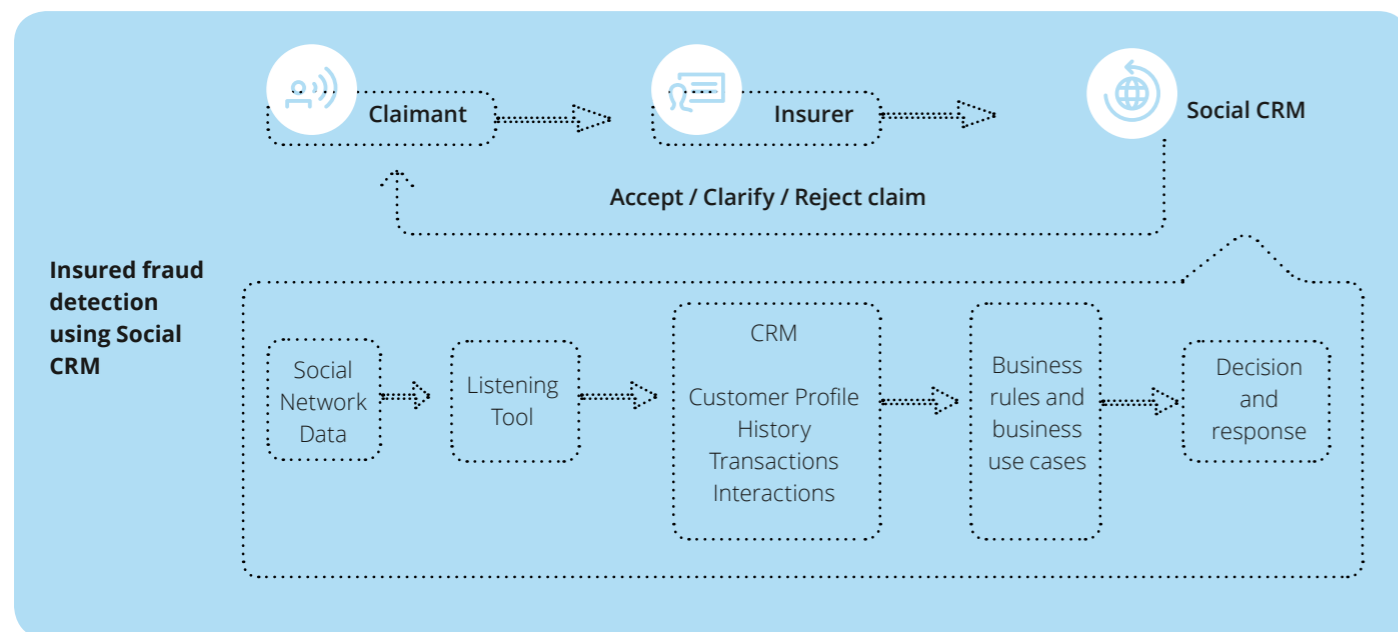 Claimant
Insurer
Social CRM
Accept / Clarify / Reject claim
Insured fraud
detection
using Social
CRM
Social
Network
Data
Listening
Tool
CRM
Customer Profile
History
Transactions
Interactions
Business
rules and
business
use cases
Decision
and
response